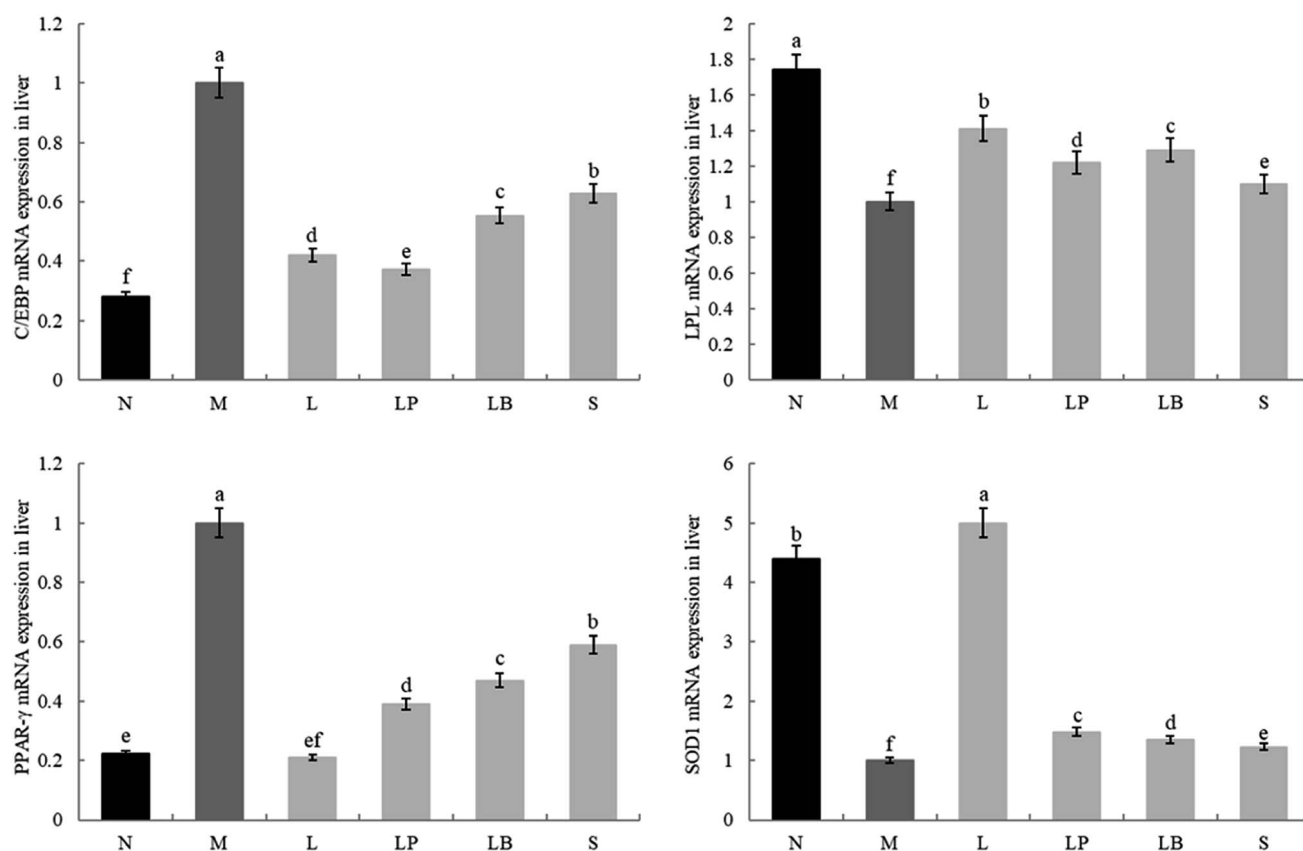 C/EBP mRNA expression in liver
1.2
1
0.8
0.6
0.4
0.2
0
f
a
d
e
c
b
N M L LP LB S
LPL mRNA expression in liver
2
1.8
1.6
1.4
1.2
1
0.8
0.6
0.4
0.2
0
a
f
b
d
c
e
N M L LP LB S
PPAR-γ mRNA expression in liver
1.2
1
0.8
0.6
0.4
0.2
0
e
a
ef
d
c
b
N M L LP LB S
SOD1 mRNA expression in liver
6
5
4
3
2
1
0
b
f
a
c
d
e
N M L LP LB S